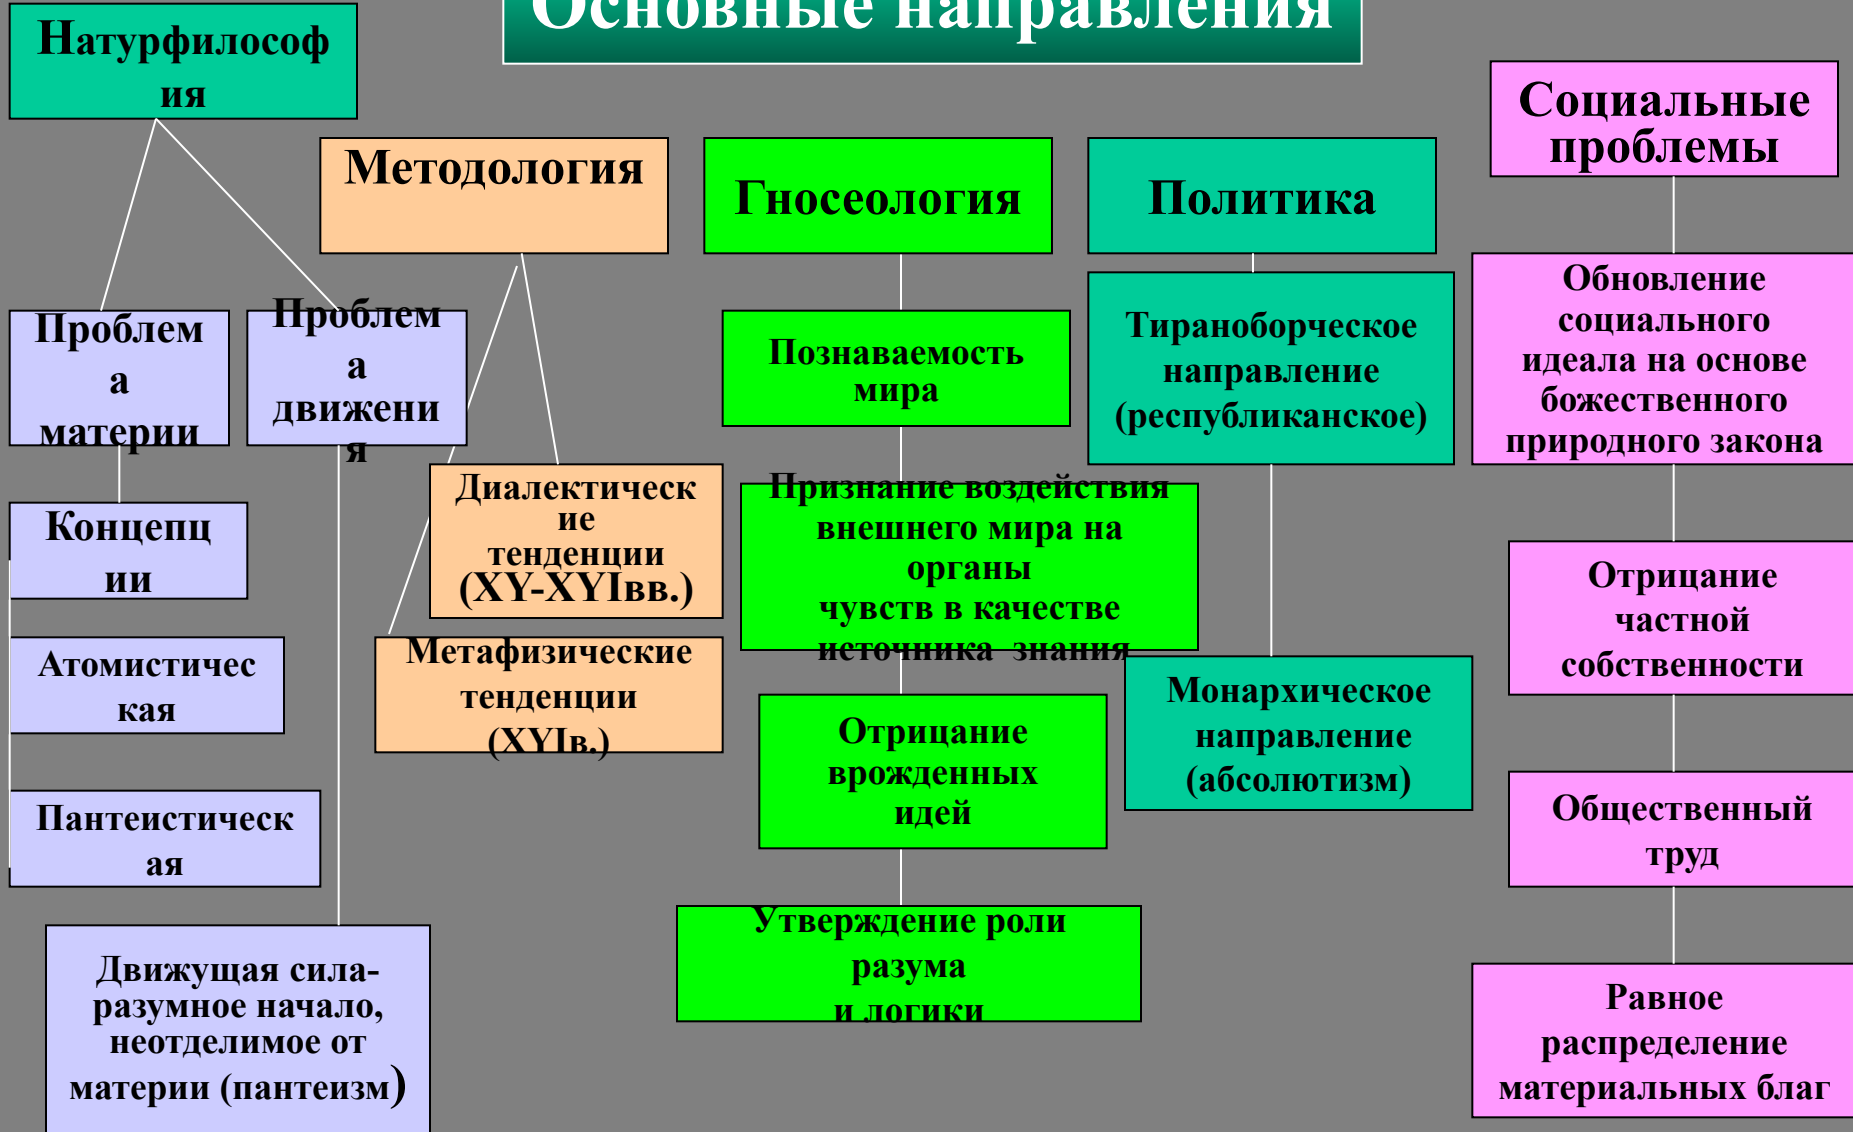 Основные направления
Натурфилософ
ия
Проблем
а
материи
Проблем
а
движени
я
Концепц
ии
Атомистичес
кая
Пантеистическ
ая
Движущая сила-
разумное начало,
неотделимое от
материи (пантеизм)
Методология
Диалектическ
ие
тенденции
(XY-XYIвв.)
Метафизические
тенденции
(XYIв.)
Гносеология
Познаваемость
мира
Признание воздействия
внешнего мира на
органы
чувств в качестве
источника знания
Отрицание
врожденных
идей
Утверждение роли
разума
и логики
Политика
Тираноборческое
направление
(республиканское)
Монархическое
направление
(абсолютизм)
Социальные
проблемы
Обновление
социального
идеала на основе
божественного
природного закона
Отрицание
частной
собственности
Общественный
труд
Равное
распределение
материальных благ